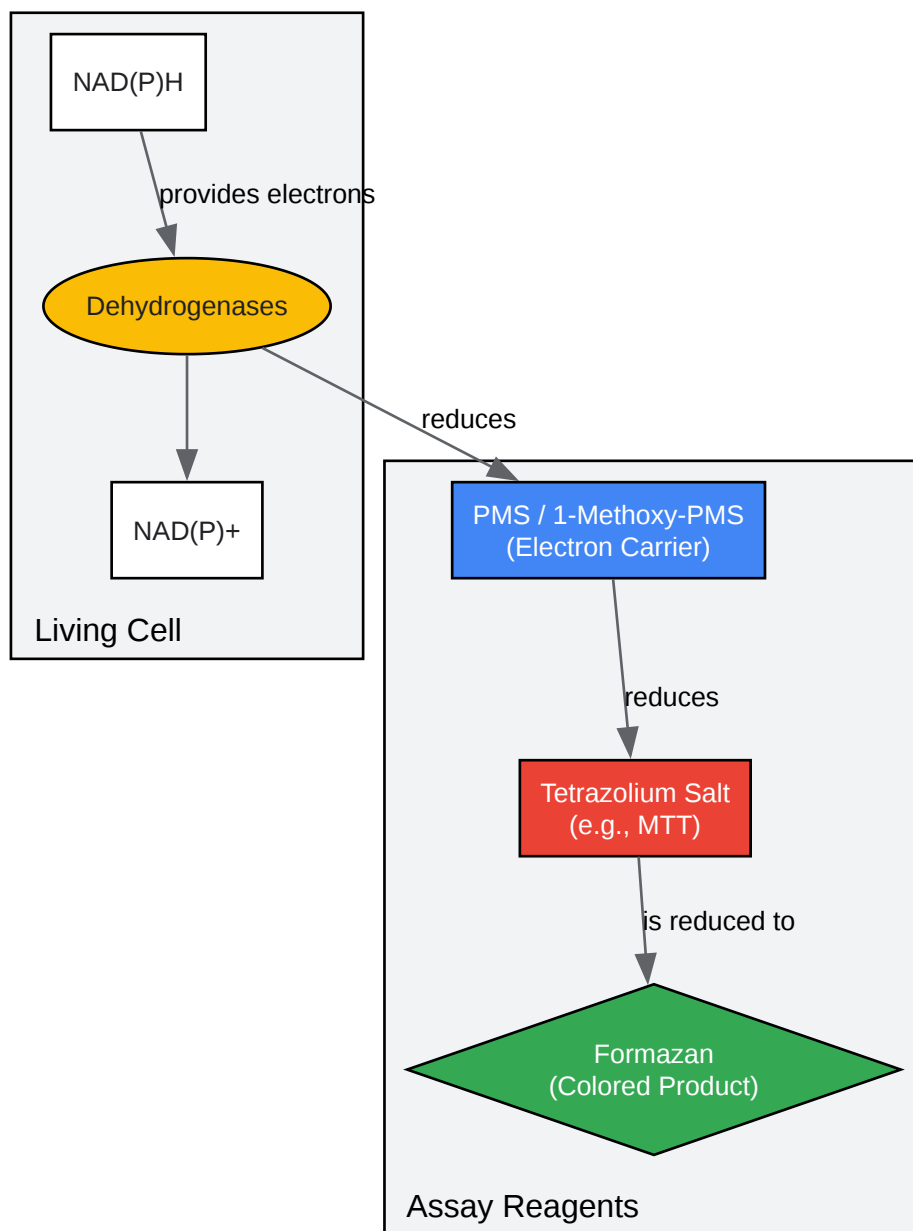 NAD(P)H
provides electrons
Dehydrogenases
reduces
NAD(P)+
Living Cell
PMS / 1-Methoxy-PMS
(Electron Carrier)
reduces
Tetrazolium Salt
(e.g., MTT)
is reduced to
Formazan
(Colored Product)
Assay Reagents